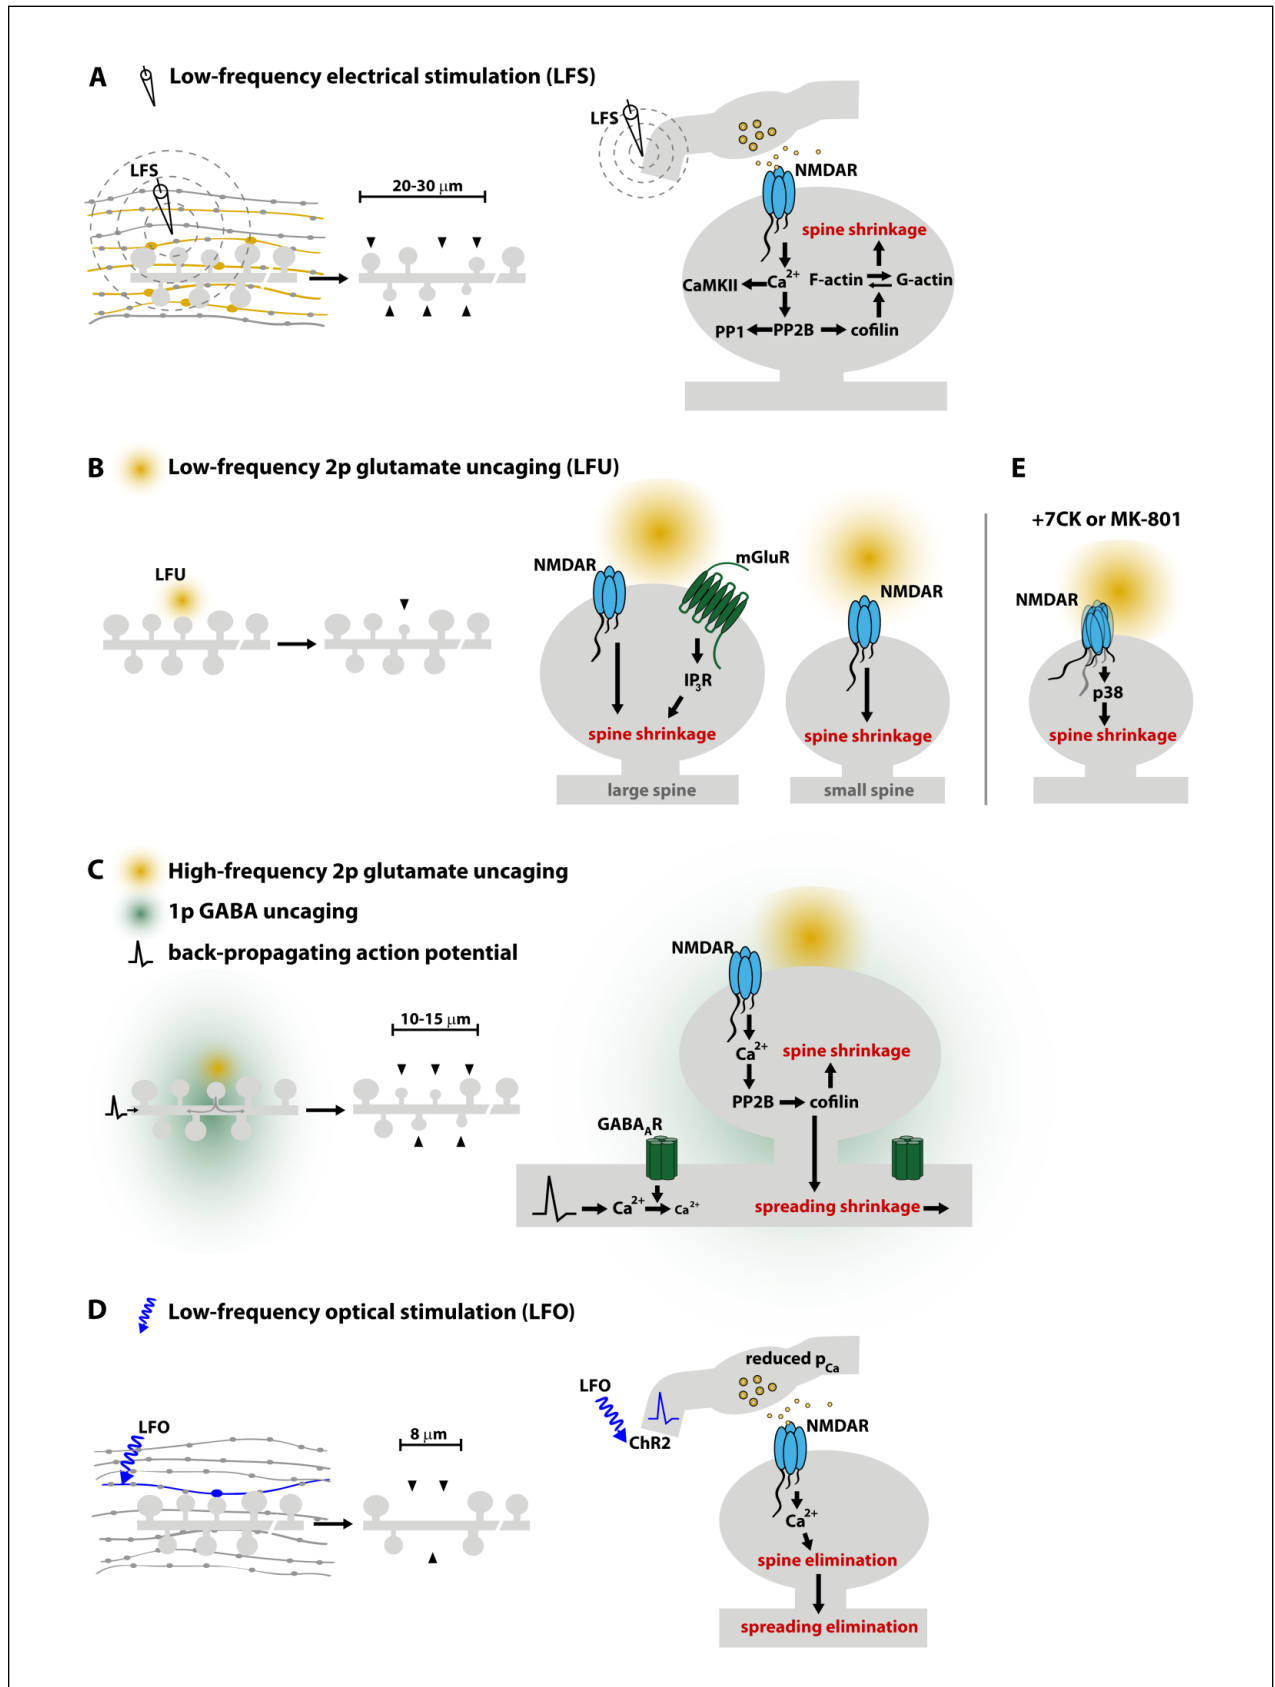 A
Low-frequency electrical stimulation (LFS)
LFS
20-30 μm
LFS
NMDAR
spine shrinkage
CaMKII
Ca2+
F-actin
G-actin
PP1
PP2B
cofilin
B
Low-frequency 2p glutamate uncaging (LFU)
LFU
NMDAR
mGluR
IP3R
spine shrinkage
large spine
NMDAR
spine shrinkage
small spine
E
+7CK or MK-801
NMDAR
p38
spine shrinkage
C
High-frequency 2p glutamate uncaging
1p GABA uncaging
back-propagating action potential
10-15 μm
NMDAR
Ca2+
spine shrinkage
PP2B
cofilin
GABAAR
Ca2+
Ca2+
spreading shrinkage
D
Low-frequency optical stimulation (LFO)
LFO
8 μm
reduced pCa
LFO
ChR2
NMDAR
Ca2+
spine elimination
spreading elimination